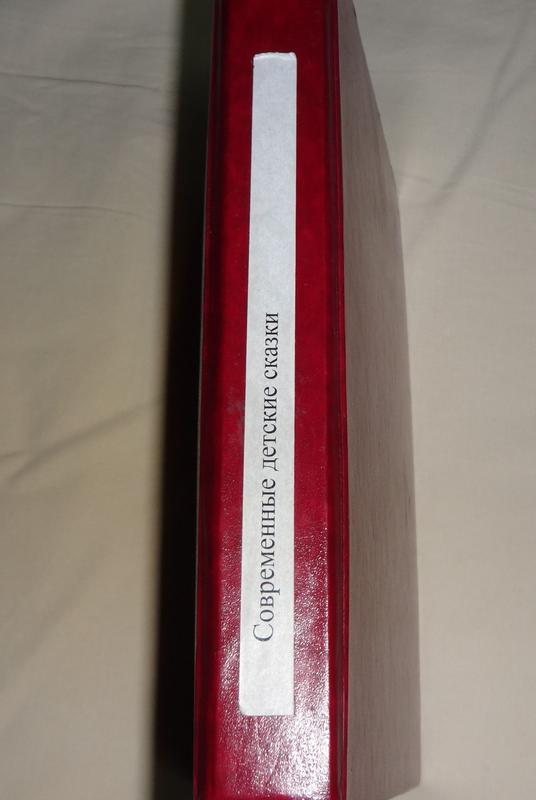 Современные детские сказки